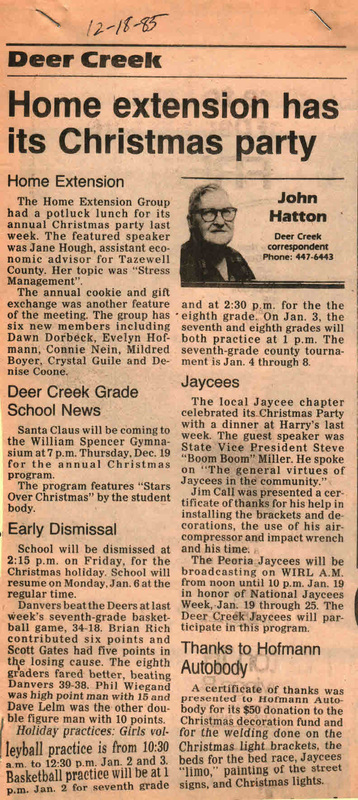 12-18-85
Deer Creek
Home extension has
its Christmas party
Home Extension
The Home Extension Group
had a potluck lunch for its
annual Christmas party last
week. The featured speaker
was Jane Hough, assistant eco-
nomic advisor for Tazewell
County. Her topic was "Stress
Management".
The annual cookie and gift
exchange was another feature
of the meeting. The group has
six new members including
Dawn Dorbeck, Evelyn Hof-
mann, Connie Nein, Mildred
Boyer, Crystal Guile and De-
nise Coone.
Deer Creek Grade
School News
Santa Claus will be coming to
the William Spencer Gymna-
sium at 7 p.m. Thursday, Dec. 19
for the annual Christmas
program.
The program features "Stars
Over Christmas" by the student
body.
Early Dismissal
School will be dismissed at
2:15 p.m. on Friday, for the
Christmas holiday. School will
resume on Monday, Jan. 6 at the
regular time.
Danvers beat the Deers at last
week's seventh-grade basket-
ball game, 34-18. Brian Rich
contributed six points and
Scott Gates had five points in
the losing cause. The eighth
graders fared better, beating
Danvers 39-38. Phil Wiegand
was high point man with 15 and
Dave Lelm was the other dou-
ble figure man with 10 points.
Holiday practices: Girls vol-
leyball practice is from 10:30
a.m. to 12:30 p.m. Jan. 2 and 3.
Basketball practice will be at 1
p.m. Jan. 2 for seventh grade
John
Hatton
Deer Creek
correspondent
Phone: 447-6443
and at 2:30 p.m. for the the
eighth grade. On Jan. 3, the
seventh and eighth grades will
both practice at 1 p.m. The
seventh-grade county tourna-
ment is Jan. 4 through 8.
Jaycees
The local Jaycee chapter
celebrated its Christmas Party
with a dinner at Harry's last
week. The guest speaker was
State Vice President Steve
"Boom Boom" Miller. He spoke
on "The general virtues of
Jaycees in the community."
Jim Call was presented a cer-
tificate of thanks for his help in
installing the brackets and de-
corations, the use of his air-
compressor and impact wrench
and his time.
The Peoria Jaycees will be
broadcasting on WIRL A.M.
from noon until 10 p.m. Jan. 19
in honor of National Jaycees
Week, Jan. 19 through 25. The
Deer Creek Jaycees will par-
ticipate in this program.
Thanks to Hofmann
Autobody
A certificate of thanks was
presented to Hofmann Auto-
body for its $50 donation to the
Christmas decoration fund and
for the welding done on the
Christmas light brackets, the
beds for the bed race, Jaycees
"limo," painting of the street
signs, and Christmas lights.